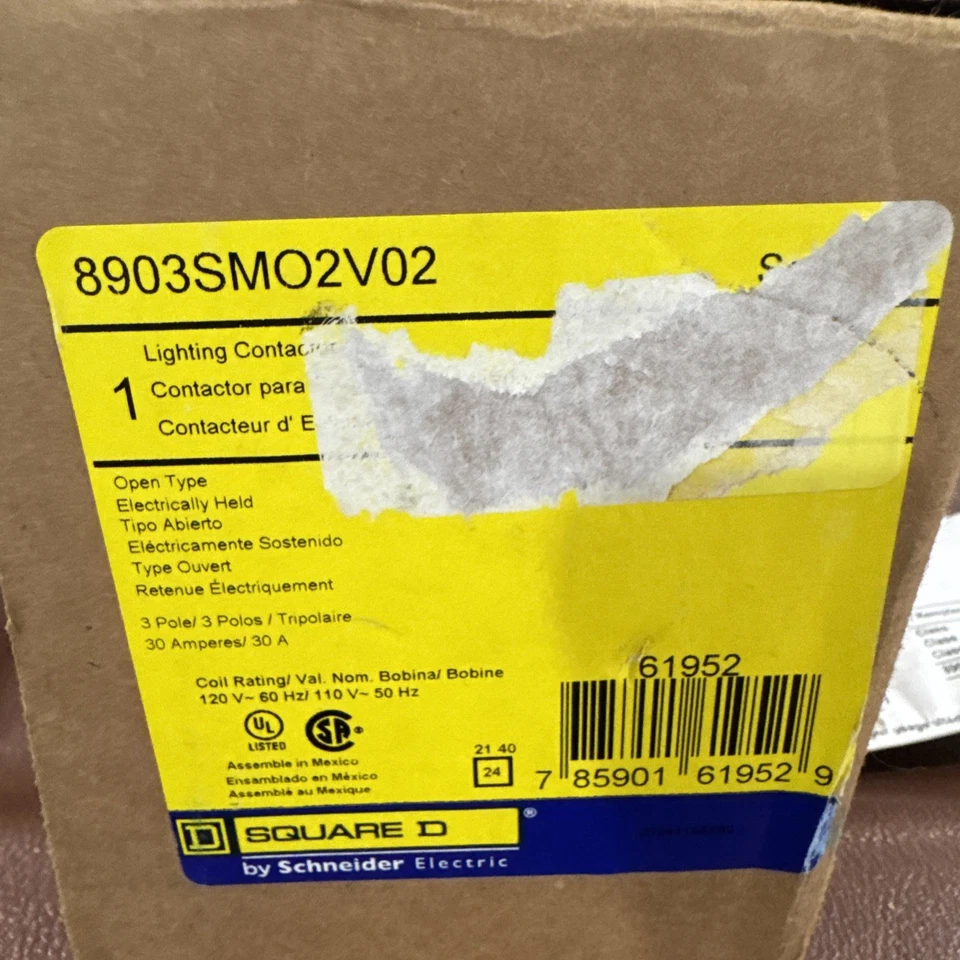 8903SMO2V02
Lighting
1
Contactor para
Contacteur d'
Open Type
Electrically Held
Tipo Abierto
Eléctricamente Sostenido
Type Ouvert
Retenue Électriquement
3 Pole/ 3 Polos / Tripolaire
30 Amperes/ 30 A
Coil Rating/ Val. Nom. Bobina/ Bobine
120 V~ 60 Hz/ 110 V~ 50 Hz
UL
LISTED
SA
®
Assemble in Mexico
Ensamblado en México
Assemblé au Mexique
21 40
24
61952
7 85901 61952 9
D SQUARE D ®
by Schneider Electric